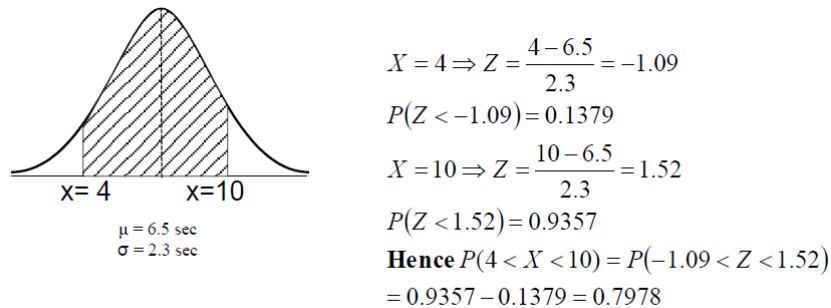 x= 4
x=10
μ = 6.5 sec
σ = 2.3 sec
X = 4 ⇒ Z = (4 − 6.5)/2.3 = −1.09
P(Z < −1.09) = 0.1379
X = 10 ⇒ Z = (10 − 6.5)/2.3 = 1.52
P(Z < 1.52) = 0.9357
Hence P(4 < X < 10) = P(−1.09 < Z < 1.52)
= 0.9357 − 0.1379 = 0.7978